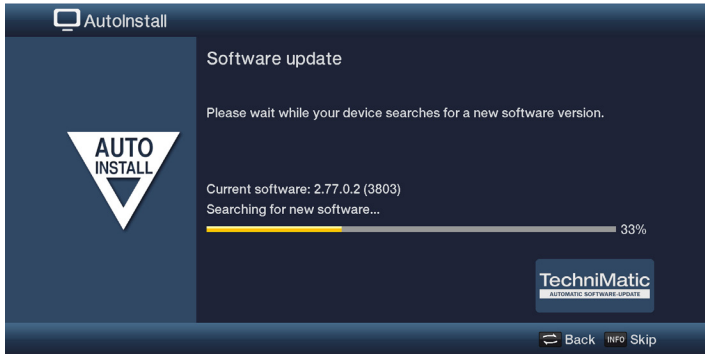 AutoInstall
Software update
Please wait while your device searches for a new software version.
AUTO
INSTALL
Current software: 2.77.0.2 (3803)
Searching for new software...
33%
TechniMatic
AUTOMATIC SOFTWARE-UPDATE
Back INFO Skip